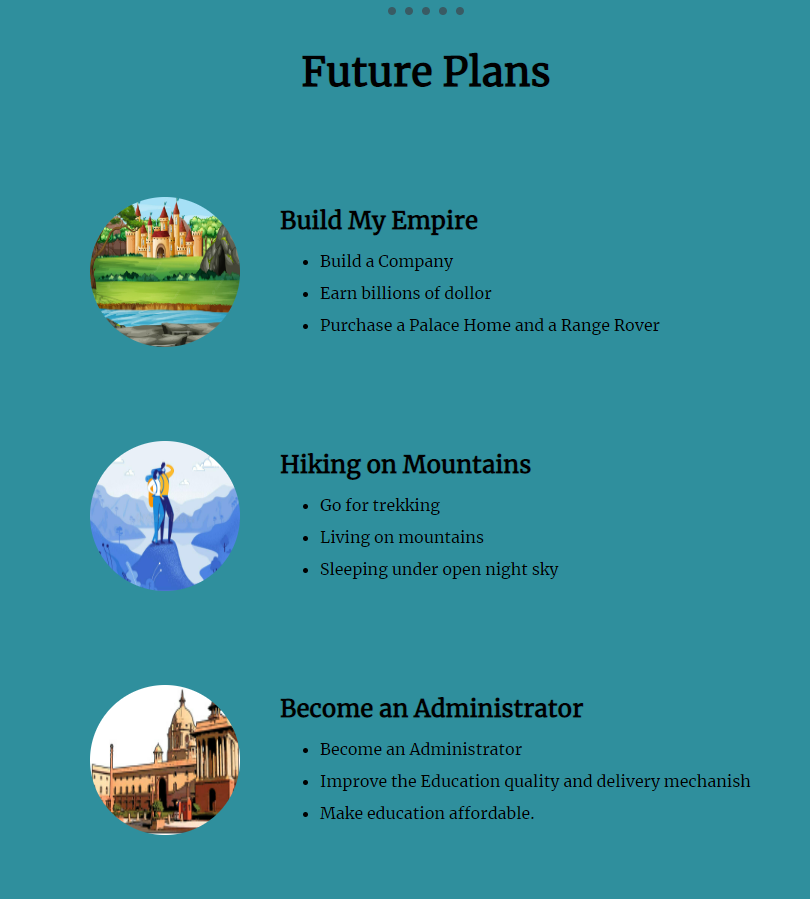 Future Plans
Build My Empire
Build a Company
Earn billions of dollor
Purchase a Palace Home and a Range Rover
Hiking on Mountains
Go for trekking
Living on mountains
Sleeping under open night sky
Become an Administrator
Become an Administrator
Improve the Education quality and delivery mechanish
Make education affordable.